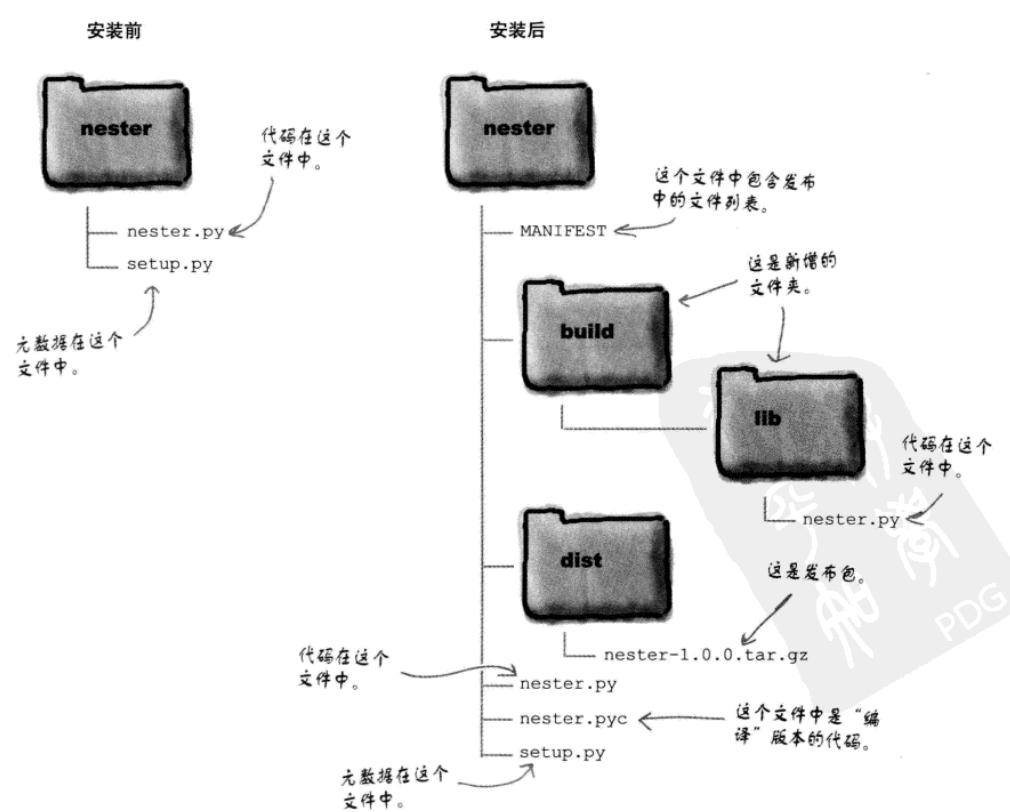 安装前
安装后
nester
nester
代码在这个
文件中。
nester.py
setup.py
元数据在这个
文件中。
这个文件中包含发布
中的文件列表。
MANIFEST
这是新增的
文件夹。
build
lib
代码在这个
文件中。
nester.py
dist
这是发布包。
nester-1.0.0.tar.gz
代码在这个
文件中。
nester.py
nester.pyc
这个文件中是“编
译”版本的代码。
setup.py
元数据在这个
文件中。
PDG